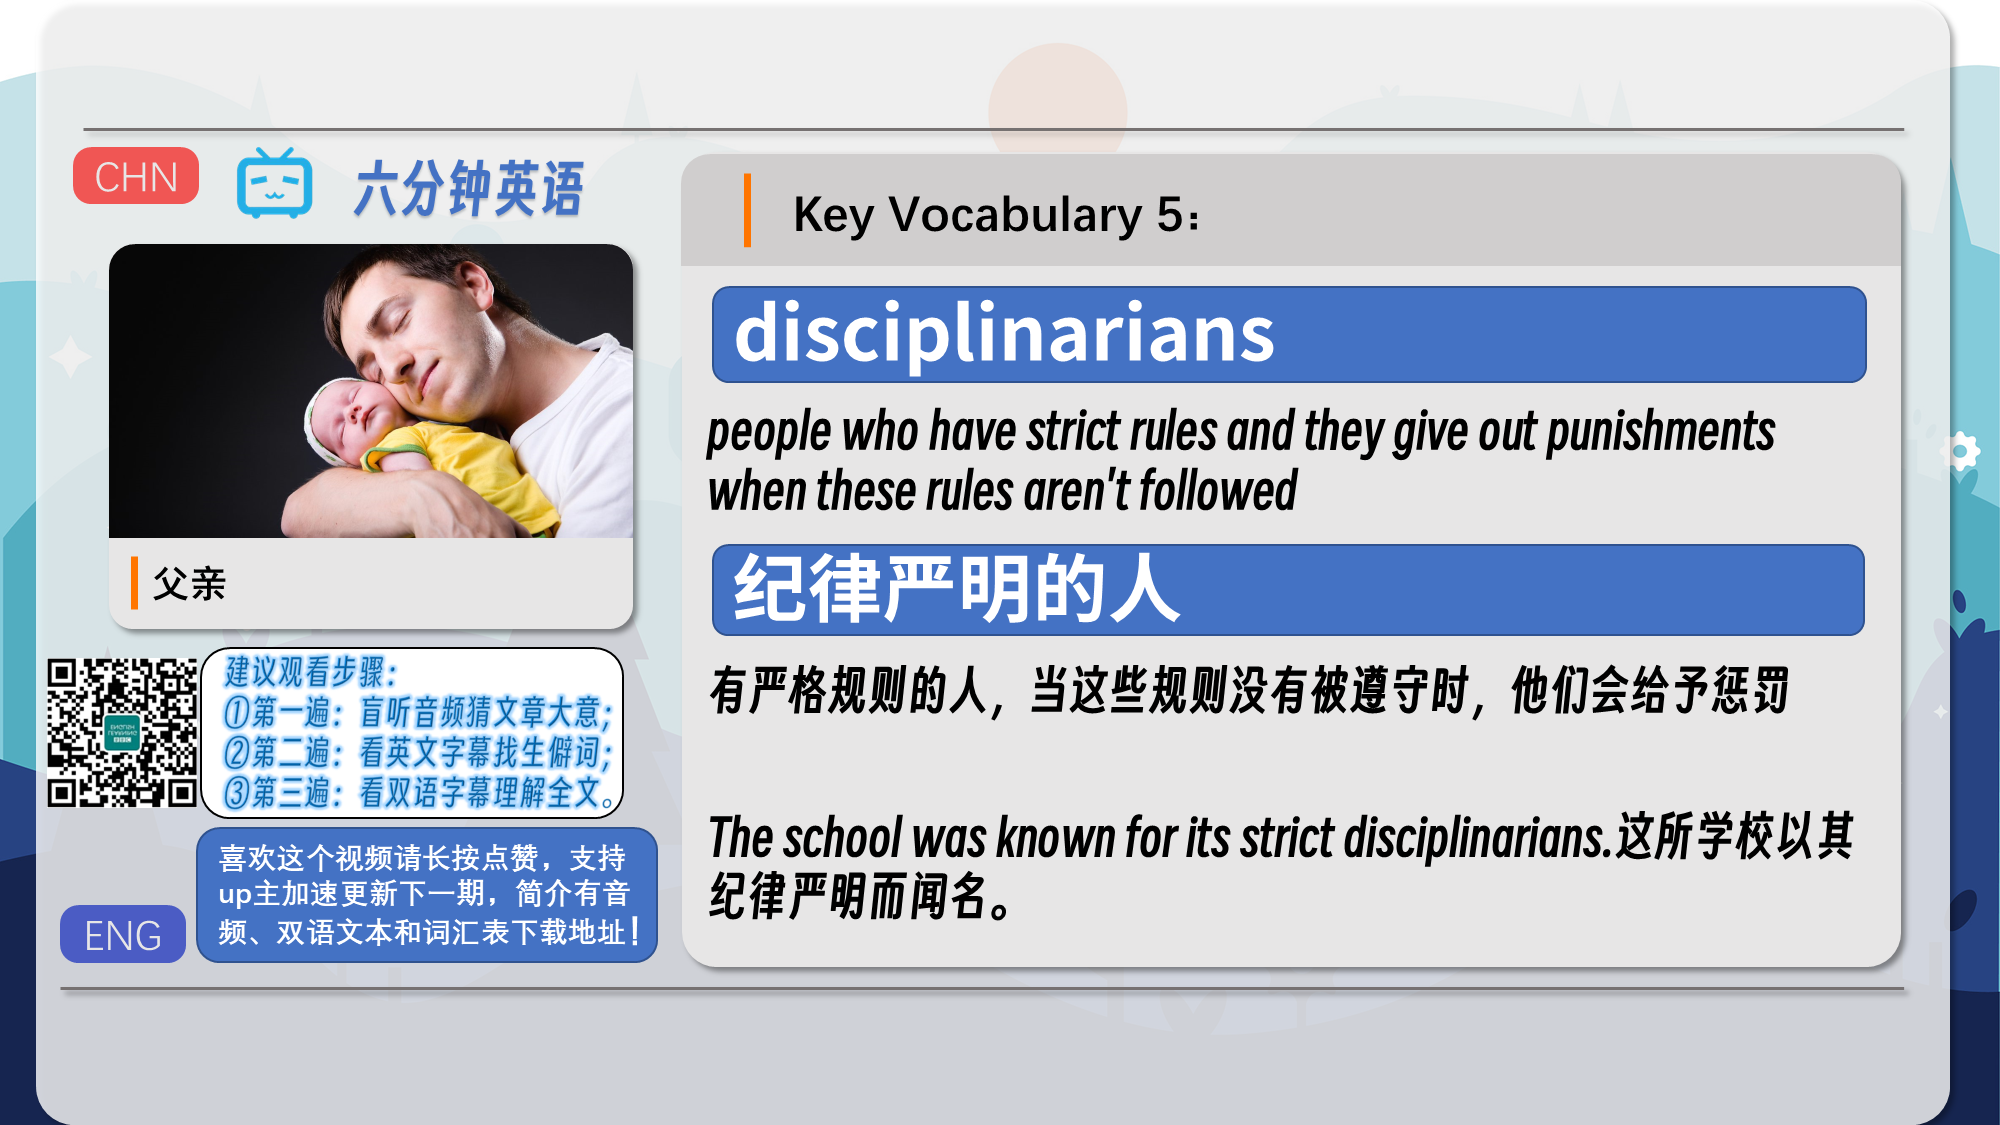 CHN
六分钟英语
父亲
建议观看步骤：
①第一遍：盲听音频猜文章大意；
②第二遍：看英文字幕找生僻词；
③第三遍：看双语字幕理解全文。
喜欢这个视频请长按点赞，支持
up主加速更新下一期，简介有音
频、双语文本和词汇表下载地址！
ENG
Key Vocabulary 5：
disciplinarians
people who have strict rules and they give out punishments
when these rules aren't followed
纪律严明的人
有严格规则的人，当这些规则没有被遵守时，他们会给予惩罚
The school was known for its strict disciplinarians.这所学校以其
纪律严明而闻名。